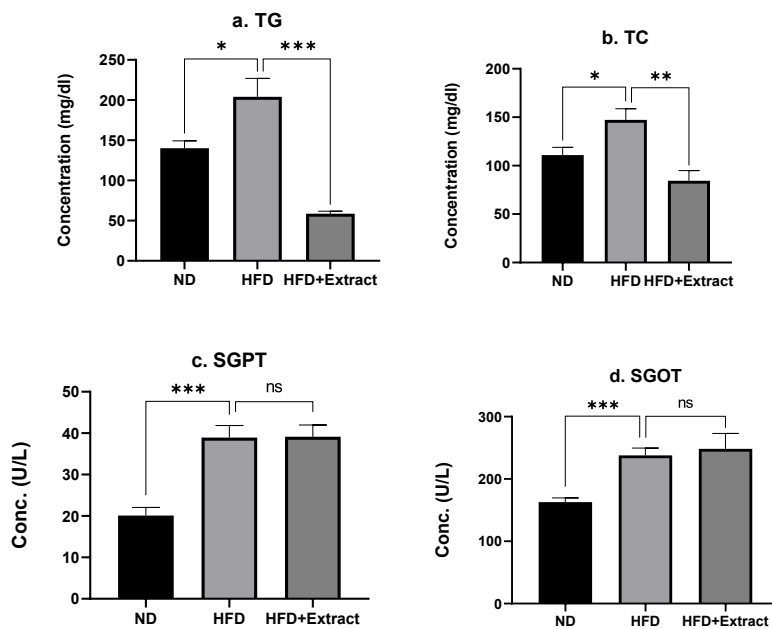 a. TG
* ***
Concentration (mg/dl)
250
200
150
100
50
0
ND HFD HFD+Extract
b. TC
* **
Concentration (mg/dl)
200
150
100
50
0
ND HFD HFD+Extract
c. SGPT
*** ns
Conc. (U/L)
50
40
30
20
10
0
ND HFD HFD+Extract
d. SGOT
*** ns
Conc. (U/L)
300
200
100
0
ND HFD HFD+Extract